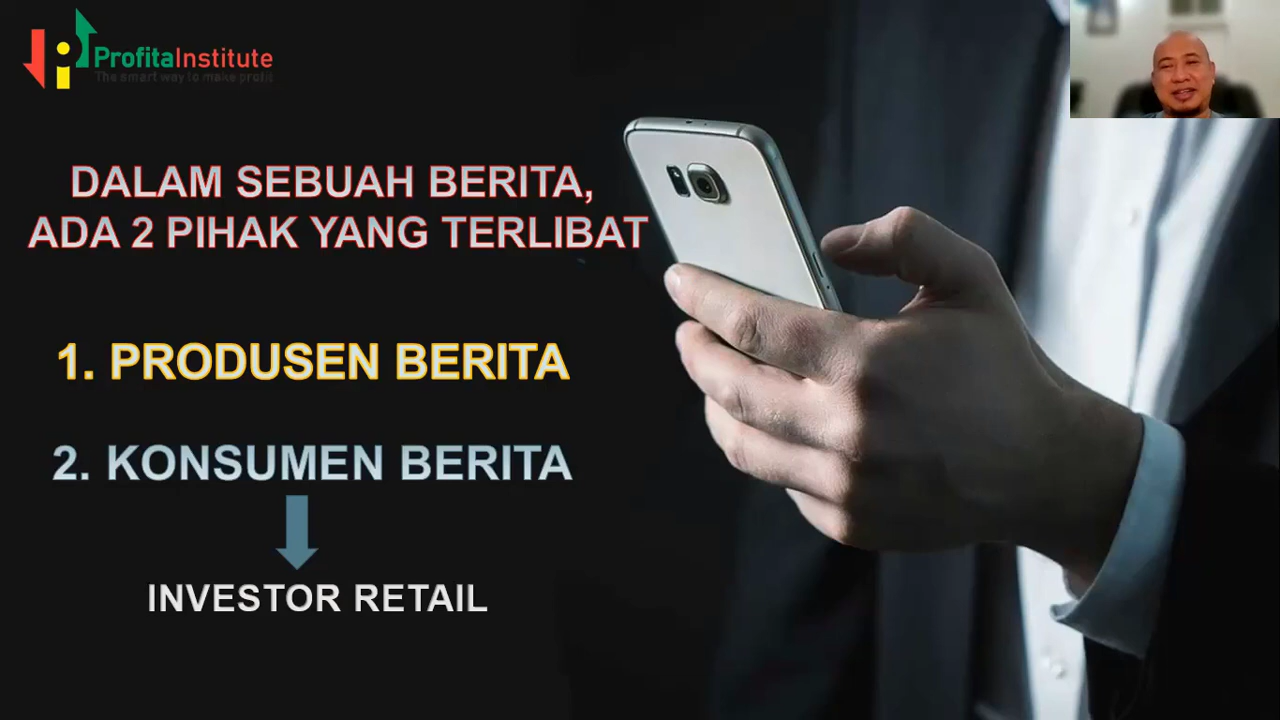 ProfitaInstitute
The smart way to make profit
DALAM SEBUAH BERITA,
ADA 2 PIHAK YANG TERLIBAT
1. PRODUSEN BERITA
2. KONSUMEN BERITA
INVESTOR RETAIL